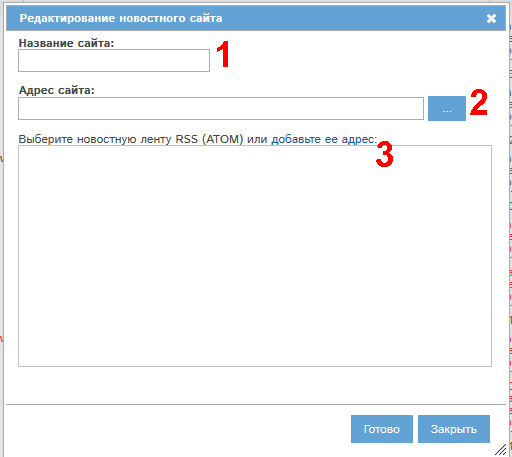 Редактирование новостного сайта
Название сайта:
1
Адрес сайта:
... 2
Выберите новостную ленту RSS (ATOM) или добавьте ее адрес:
3
Готово Закрыть